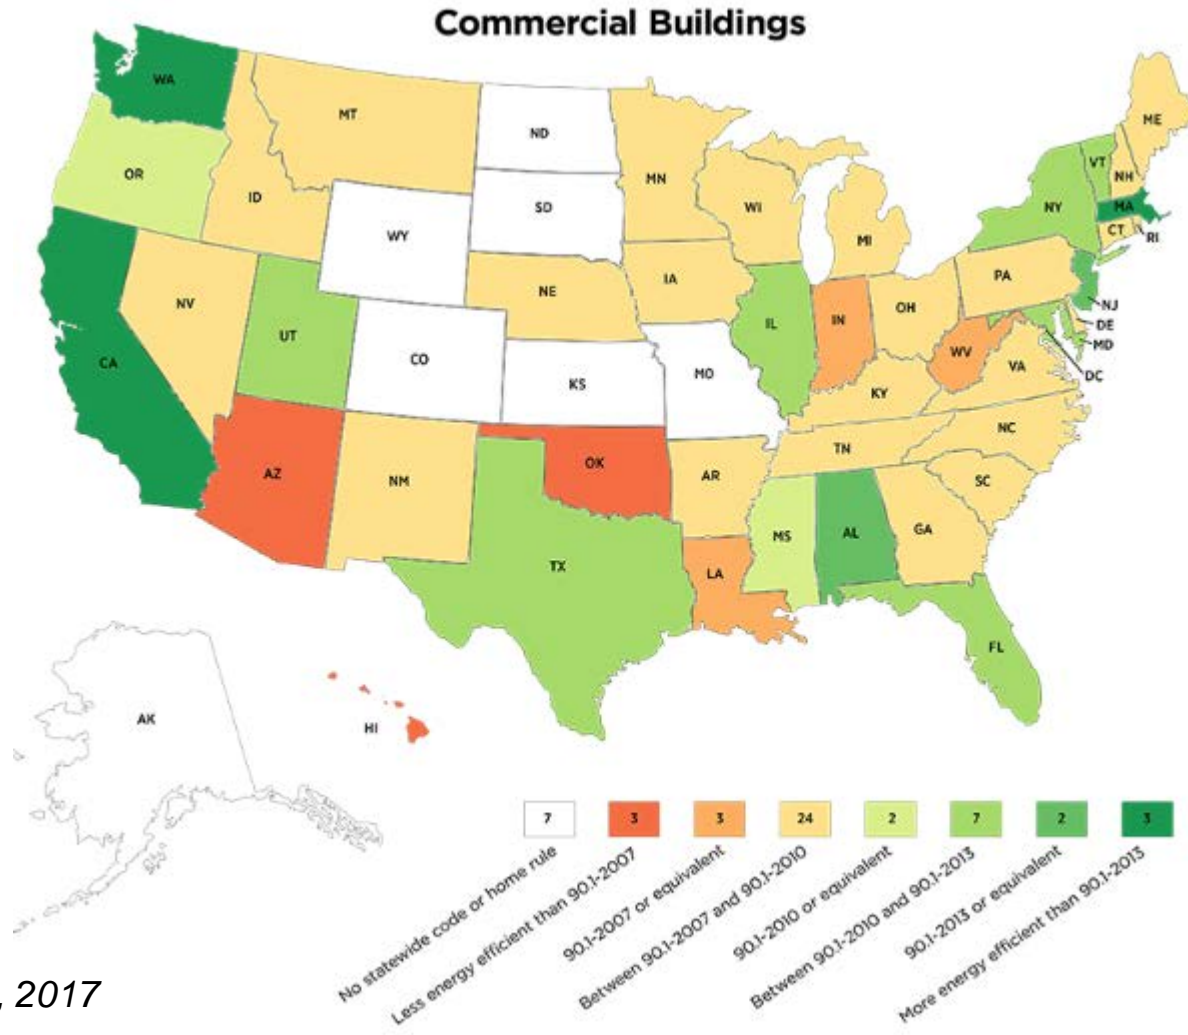 Commercial Buildings
WA
MT
ND
ME
OR
ID
MN
VT
NH
SD
WI
NY
MA
WY
MI
CT
RI
IA
PA
NV
NE
NJ
UT
IL
IN
OH
DE
CO
WV
MD
CA
KS
MO
VA
DC
KY
NC
TN
AZ
OK
NM
AR
SC
MS
AL
GA
TX
LA
FL
AK
HI
7
3
3
24
2
7
2
3
No statewide code or home rule
Less energy efficient than 90.1-2007
90.1-2007 or equivalent
Between 90.1-2007 and 90.1-2010
90.1-2010 or equivalent
Between 90.1-2010 and 90.1-2013
90.1-2013 or equivalent
More energy efficient than 90.1-2013
, 2017